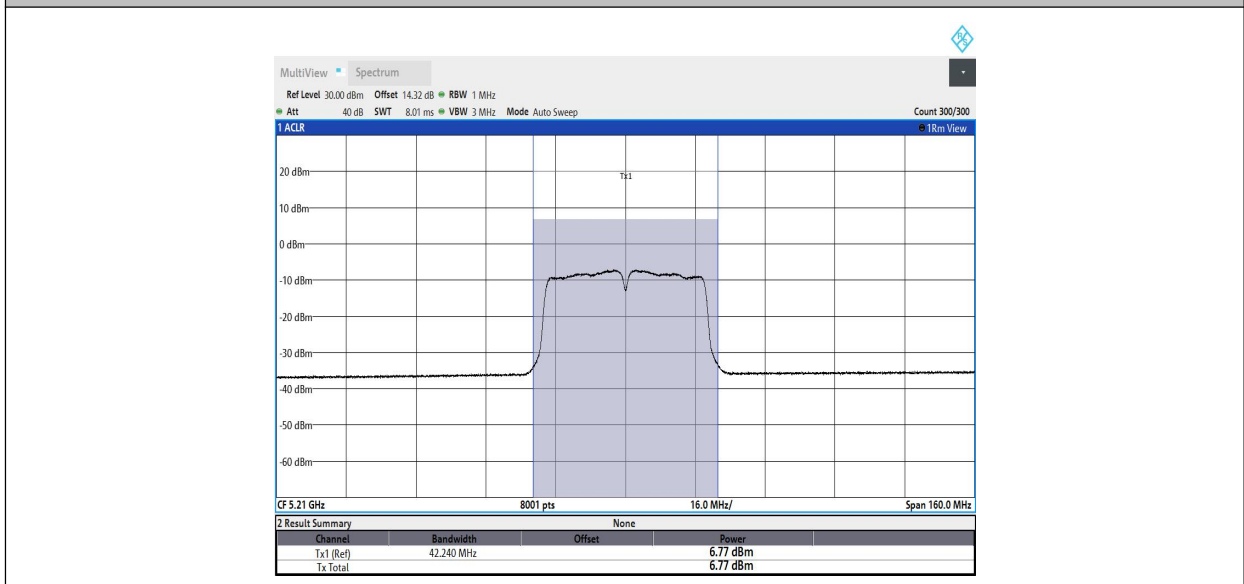 R&S
MultiView Spectrum
Ref Level 30.00 dBm Offset 14.32 dB RBW 1 MHz
Att 40 dB SWT 8.01 ms VBW 3 MHz Mode Auto Sweep Count 300/300
1 ACLR 1Rm View
20 dBm
Tx1
10 dBm
0 dBm
-10 dBm
-20 dBm
-30 dBm
-40 dBm
-50 dBm
-60 dBm
CF 5.21 GHz 8001 pts 16.0 MHz/ Span 160.0 MHz
2 Result Summary None
Channel Bandwidth Offset Power
Tx1 (Ref) 42.240 MHz 6.77 dBm
Tx Total 6.77 dBm